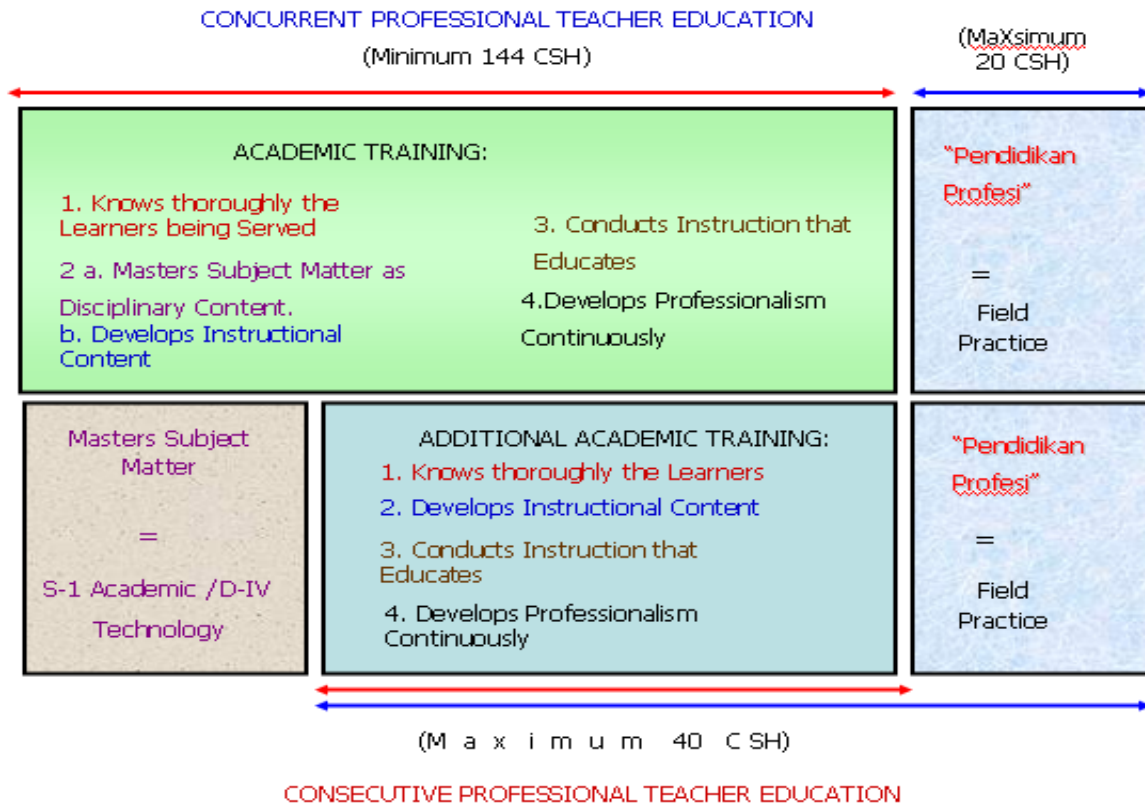 CONCURRENT PROFESSIONAL TEACHER EDUCATION
(Minimum 144 CSH)
(MaXsimum
20 CSH)
ACADEMIC TRAINING:
1. Knows thoroughly the
Learners being Served
2 a. Masters Subject Matter as
Disciplinary Content.
b. Develops Instructional
Content
3. Conducts Instruction that
Educates
4.Develops Professionalism
Continuously
"Pendidikan
Profesi"
=
Field
Practice
Masters Subject
Matter
=
S-1 Academic /D-IV
Technology
ADDITIONAL ACADEMIC TRAINING:
1. Knows thoroughly the Learners
2. Develops Instructional Content
3. Conducts Instruction that
Educates
4. Develops Professionalism
Continuously
"Pendidikan
Profesi"
=
Field
Practice
(M a x i m u m 40 C SH)
CONSECUTIVE PROFESSIONAL TEACHER EDUCATION